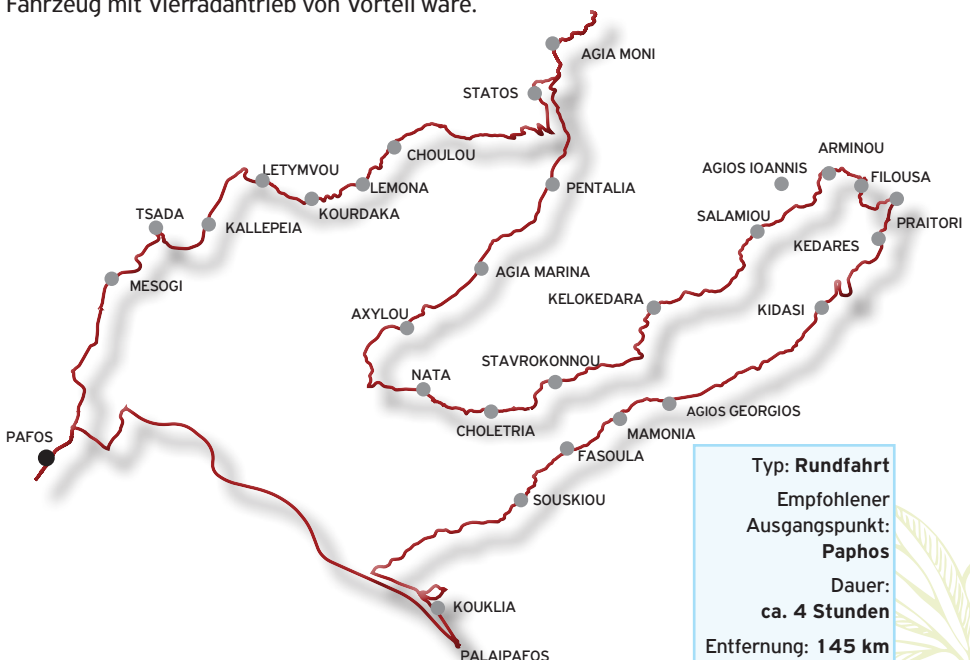 Fahrzeug mit Vierradantrieb von Vorteil wäre.
AGIA MONI
STATOS
CHOULOU
LETYMVOU
LEMONA
KOURDAKA
PENTALIA
TSADA
KALLEPEIA
MESOGI
AGIA MARINA
AXYLOU
NATA
CHOLETRIA
STAVROKONNOU
KELOKEDARA
SALAMIOU
AGIOS IOANNIS
ARMINOU
FILOUSA
PRAITORI
KEDARES
KIDASI
AGIOS GEORGIOS
MAMONIA
FASOULA
SOUSKIOU
PAFOS
KOUKLIA
PALAIPAFOS
Typ: Rundfahrt
Empfohlener
Ausgangspunkt:
Paphos
Dauer:
ca. 4 Stunden
Entfernung: 145 km